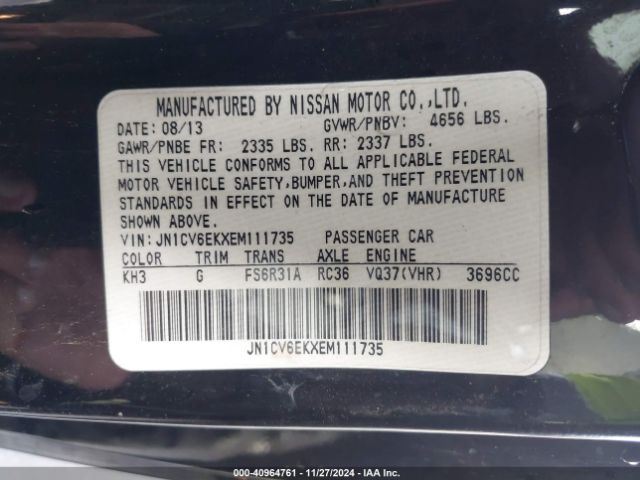 MANUFACTURED BY NISSAN MOTOR CO.,LTD.
DATE: 08/13 GVWR/PNBV: 4656 LBS.
GAWR/PNBE FR: 2335 LBS. RR: 2337 LBS.
THIS VEHICLE CONFORMS TO ALL APPLICABLE FEDERAL
MOTOR VEHICLE SAFETY,BUMPER,AND THEFT PREVENTION
STANDARDS IN EFFECT ON THE DATE OF MANUFACTURE
SHOWN ABOVE.
VIN:JN1CV6EKXEM111735 PASSENGER CAR
COLOR TRIM TRANS AXLE ENGINE
KH3 G FS6R31A RC36 VQ37(VHR) 3696CC
JN1CV6EKXEM111735
000-40964761 - 11/27/2024 - IAA Inc.